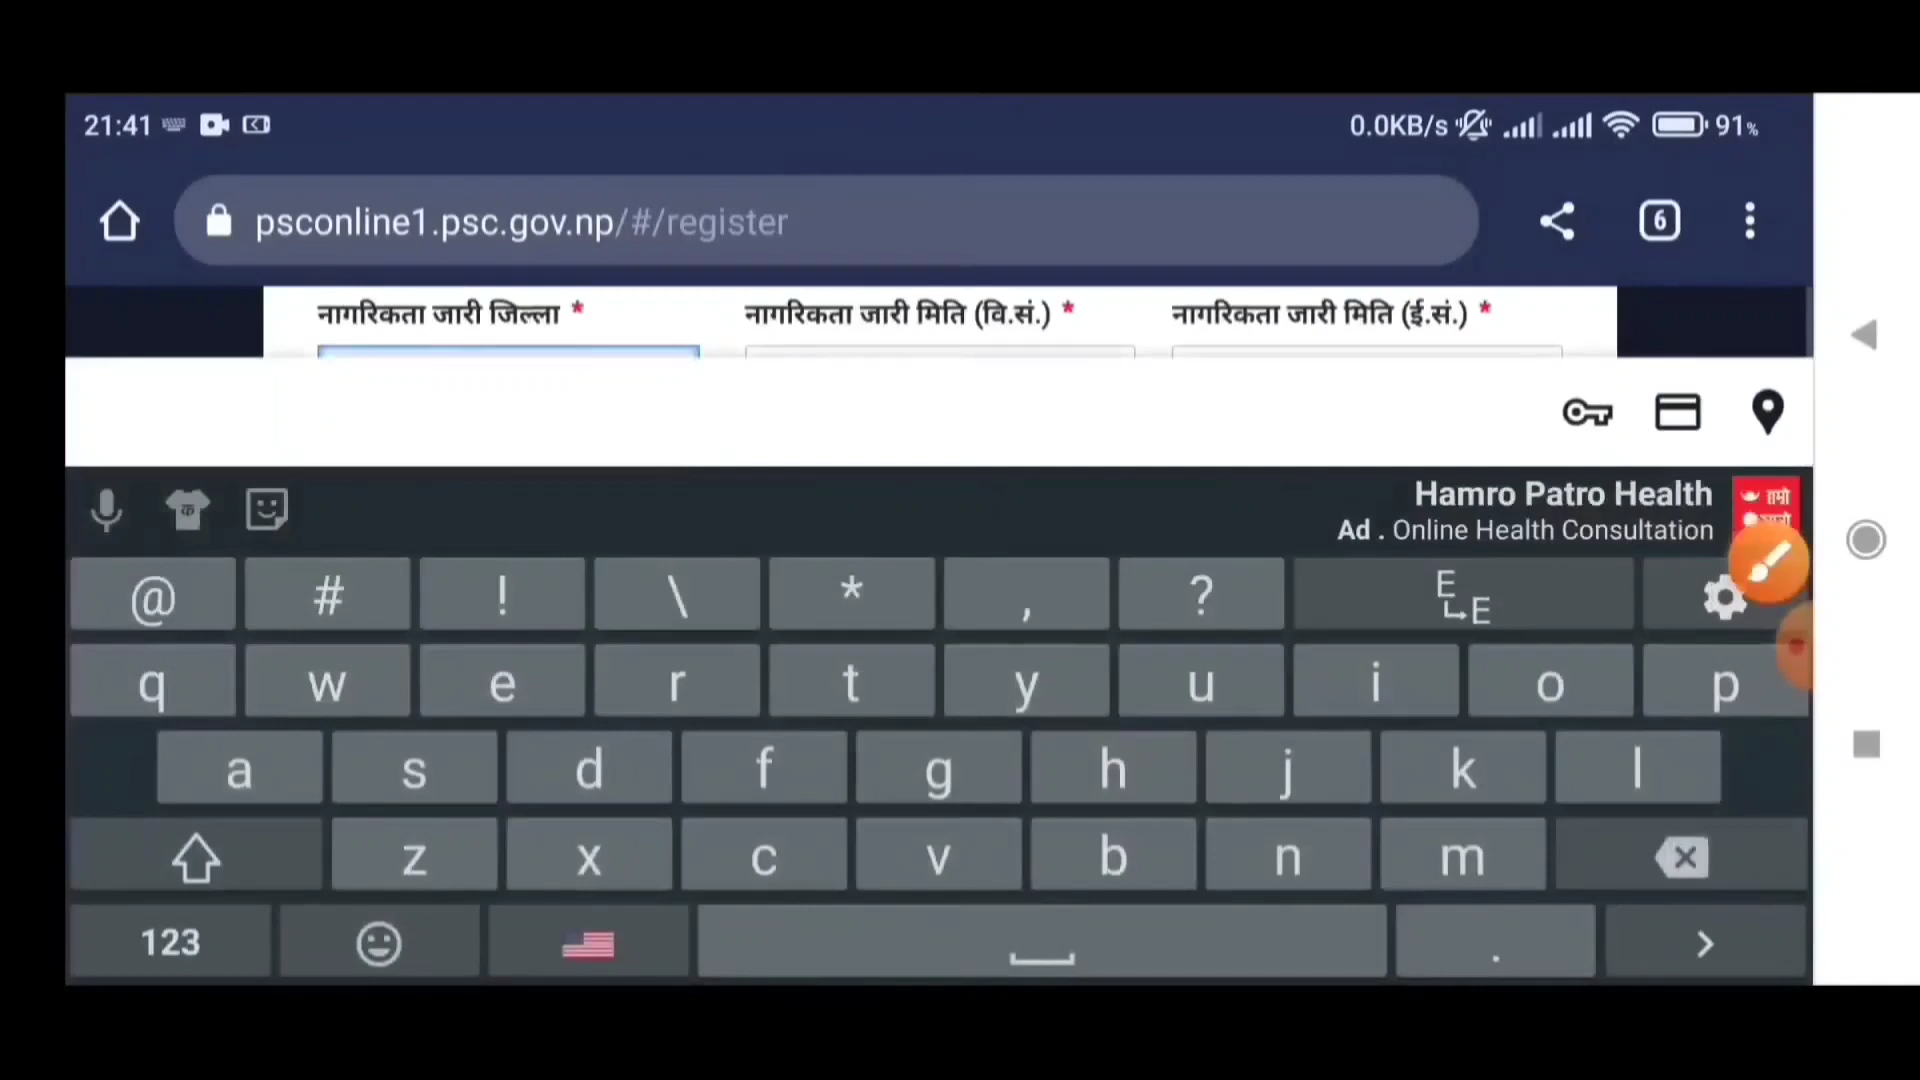 21:41 0.0KB/s 91%
psconline1.psc.gov.np/#/register 6
नागरिकता जारी जिल्ला * नागरिकता जारी मिति (वि.सं.) * नागरिकता जारी मिति (ई.सं.) *
क Hamro Patro Health हाम्रो
Ad . Online Health Consultation
@ # ! \ * , ? E E
q w e r t y u i o p
a s d f g h j k l
z x c v b n m
123 .